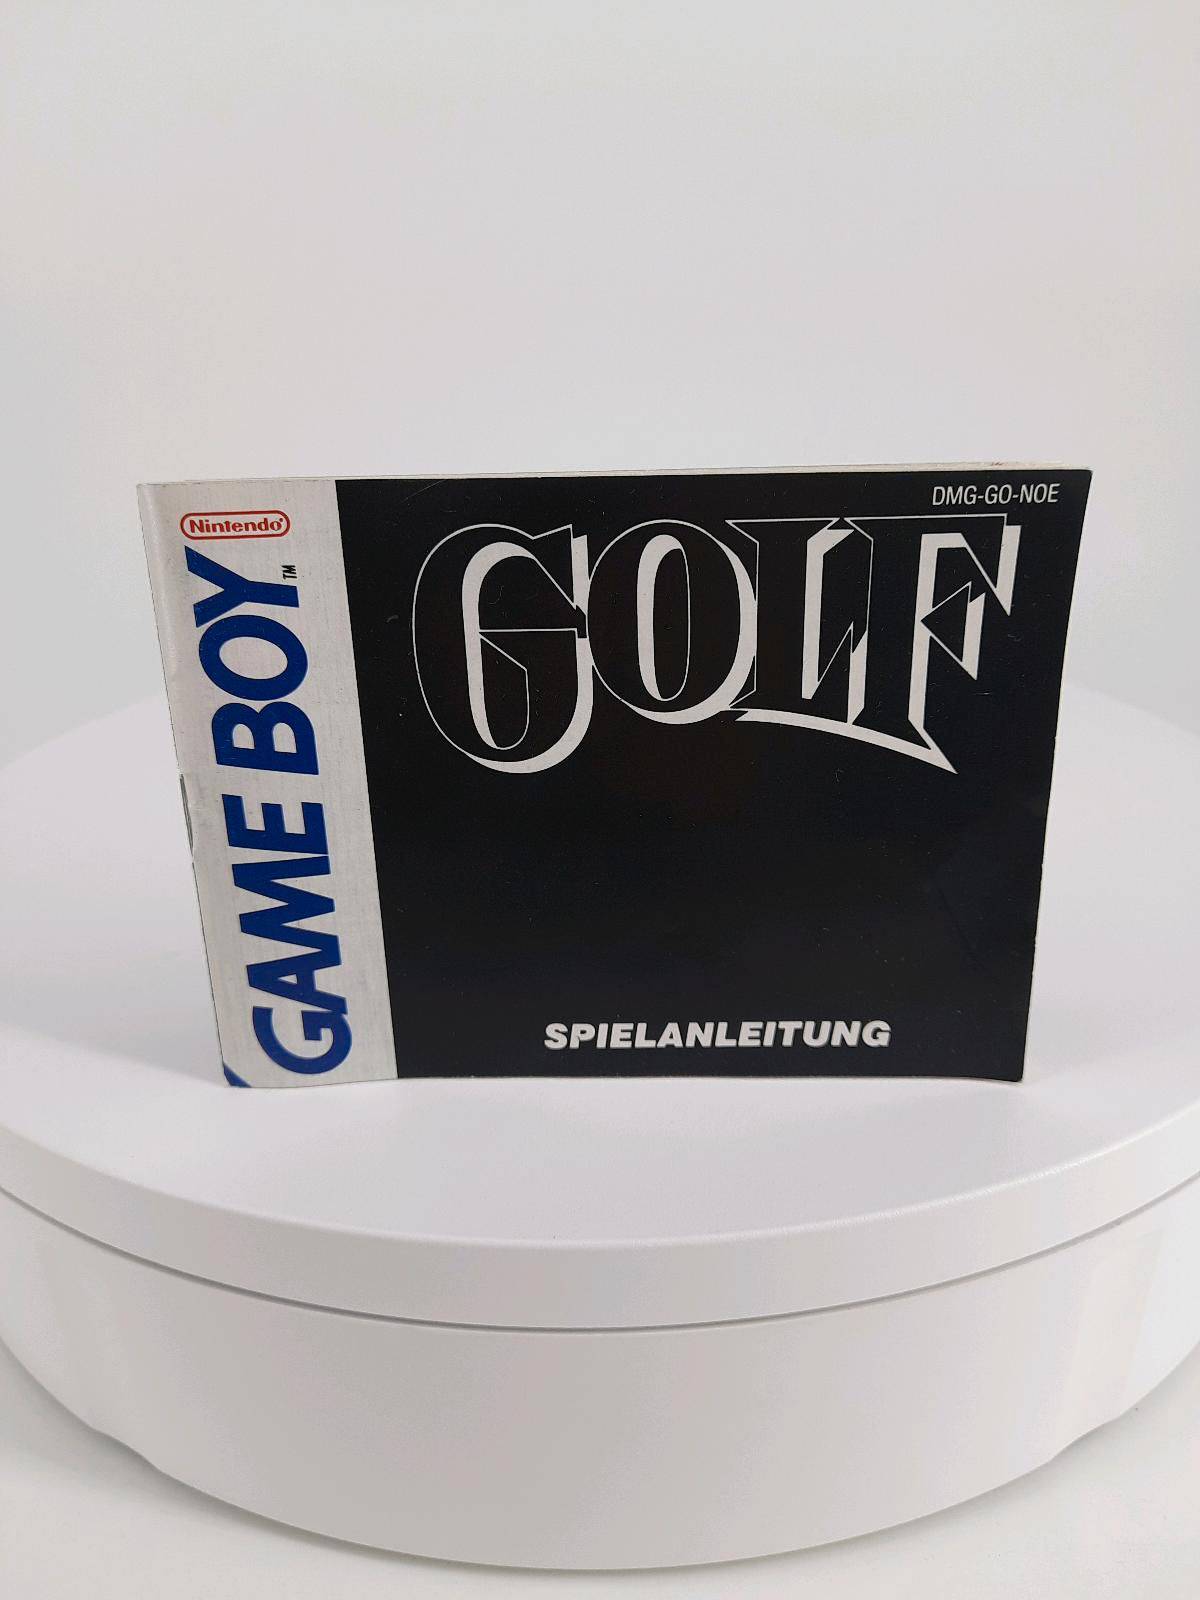 DMG-GO-NOE
Nintendo®
GAME BOY™
GOLF
SPIELANLEITUNG